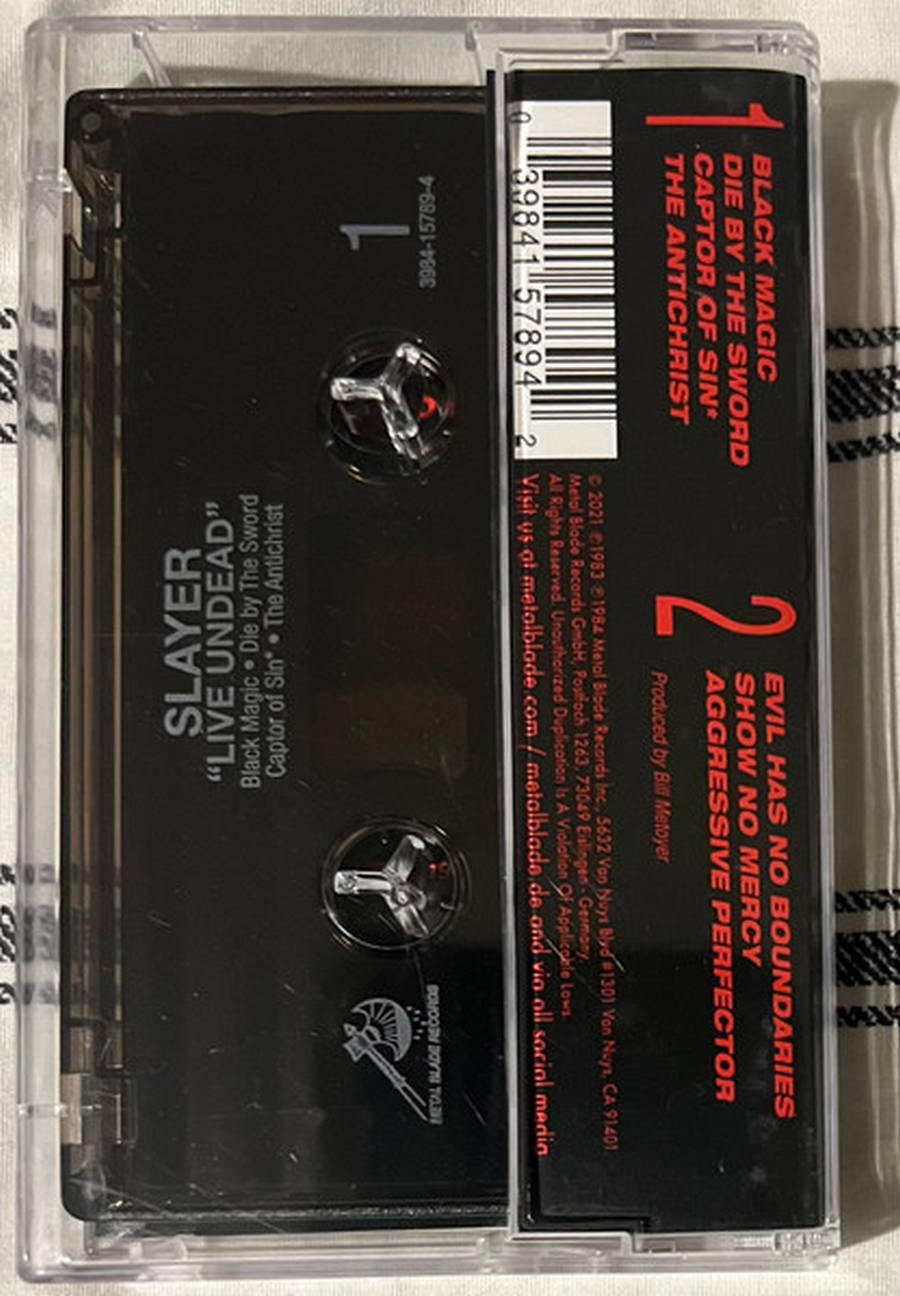 1
3984-15789-4
SLAYER
“LIVE UNDEAD”
Black Magic • Die by The Sword
Captor of Sin* • The Antichrist
METAL BLADE RECORDS
1
BLACK MAGIC
DIE BY THE SWORD
CAPTOR OF SIN*
THE ANTICHRIST
2
EVIL HAS NO BOUNDARIES
SHOW NO MERCY
AGGRESSIVE PERFECTOR
Produced by Bill Metoyer
0 39841 57894 2
© 2021 ℗1983 ℗1984 Metal Blade Records Inc., 5632 Van Nuys Blvd #1301 Van Nuys, CA 91401
Metal Blade Records GmbH, Postfach 1263, 73049 Eislingen - Germany.
All Rights Reserved. Unauthorized Duplication Is A Violation Of Applicable Laws.
Visit us at metalblade.com / metalblade.de and via all social media